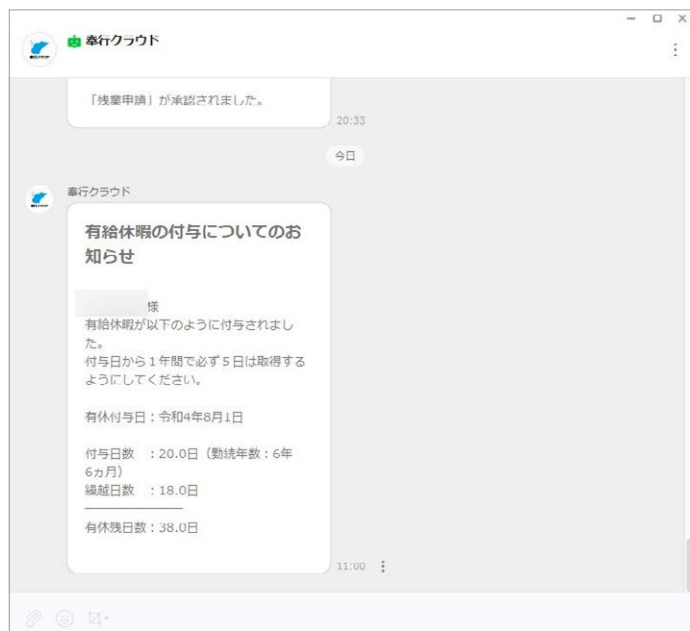 奉行クラウド
「残業申請」が承認されました。
20:33
今日
奉行クラウド
有給休暇の付与についてのお
知らせ
様
有給休暇が以下のように付与されまし
た。
付与日から1年間で必ず5日は取得する
ようにしてください。
有休付与日：令和4年8月1日
付与日数　：20.0日（勤続年数：6年
6ヵ月）
繰越日数　：18.0日
有休残日数：38.0日
11:00